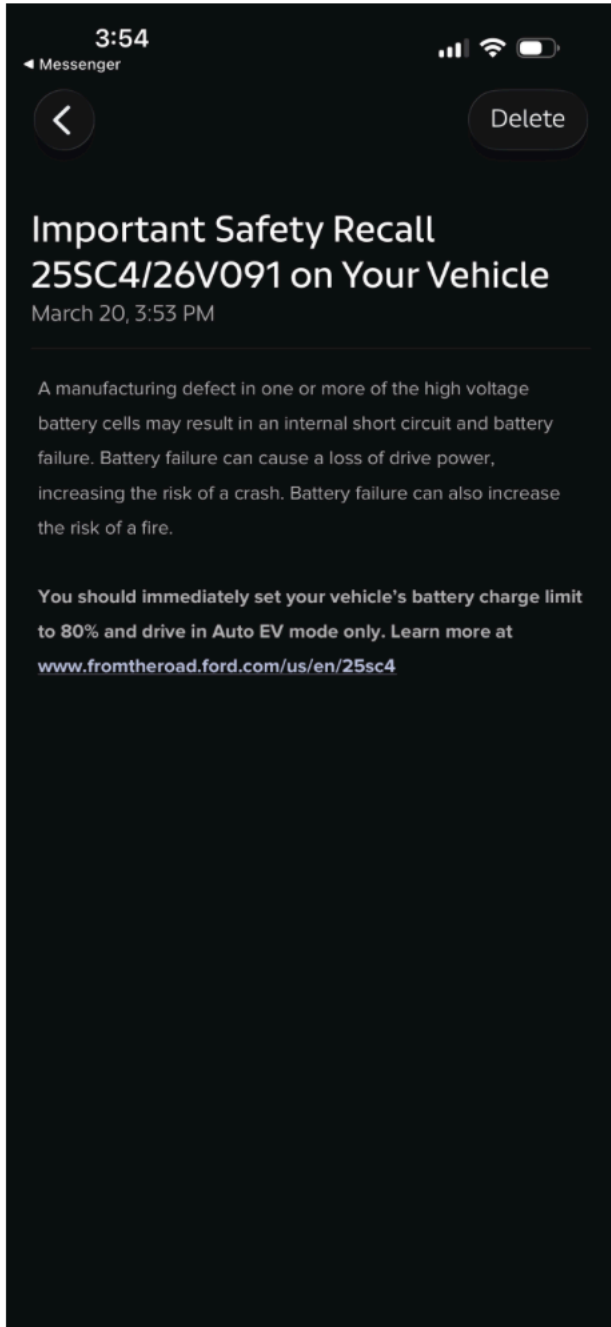 3:54
◀ Messenger
Delete
Important Safety Recall
25SC4/26V091 on Your Vehicle
March 20, 3:53 PM
A manufacturing defect in one or more of the high voltage
battery cells may result in an internal short circuit and battery
failure. Battery failure can cause a loss of drive power,
increasing the risk of a crash. Battery failure can also increase
the risk of a fire.
You should immediately set your vehicle’s battery charge limit
to 80% and drive in Auto EV mode only. Learn more at
www.fromtheroad.ford.com/us/en/25sc4